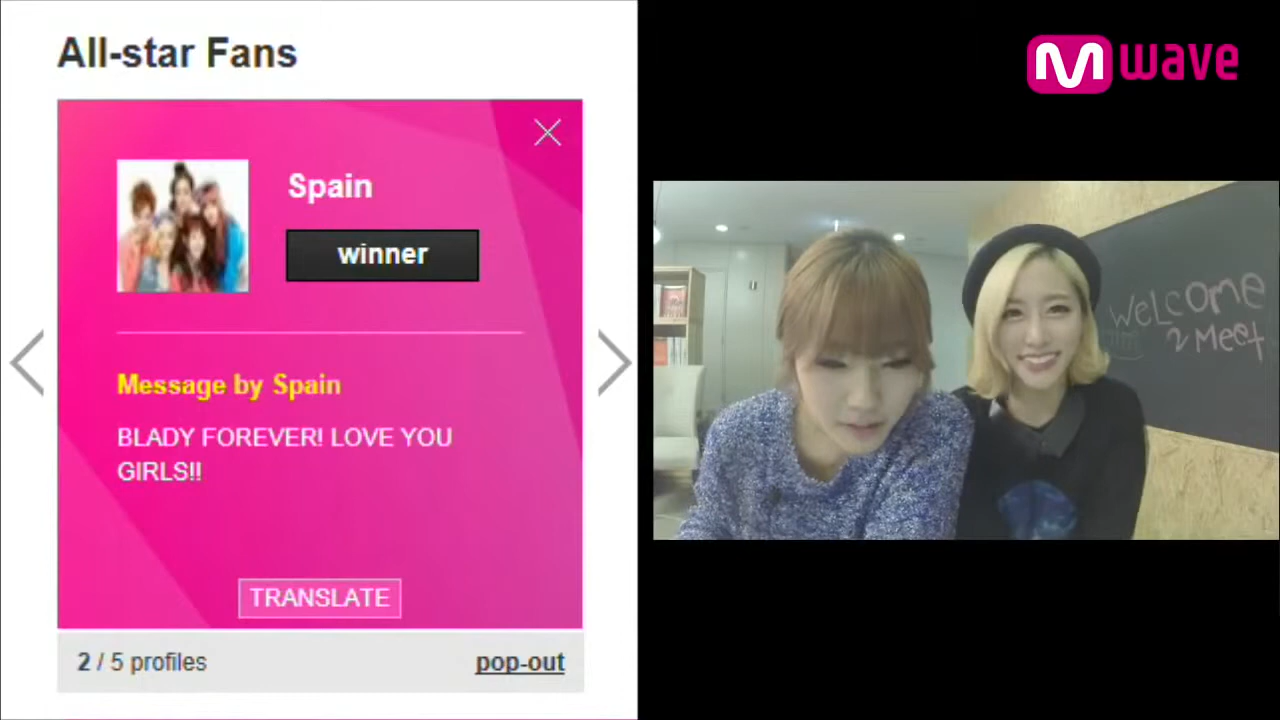 All-star Fans
Spain
winner
Message by Spain
BLADY FOREVER! LOVE YOU
GIRLS!!
TRANSLATE
2 / 5 profiles
pop-out
M wave
WELCOME
2 Meet